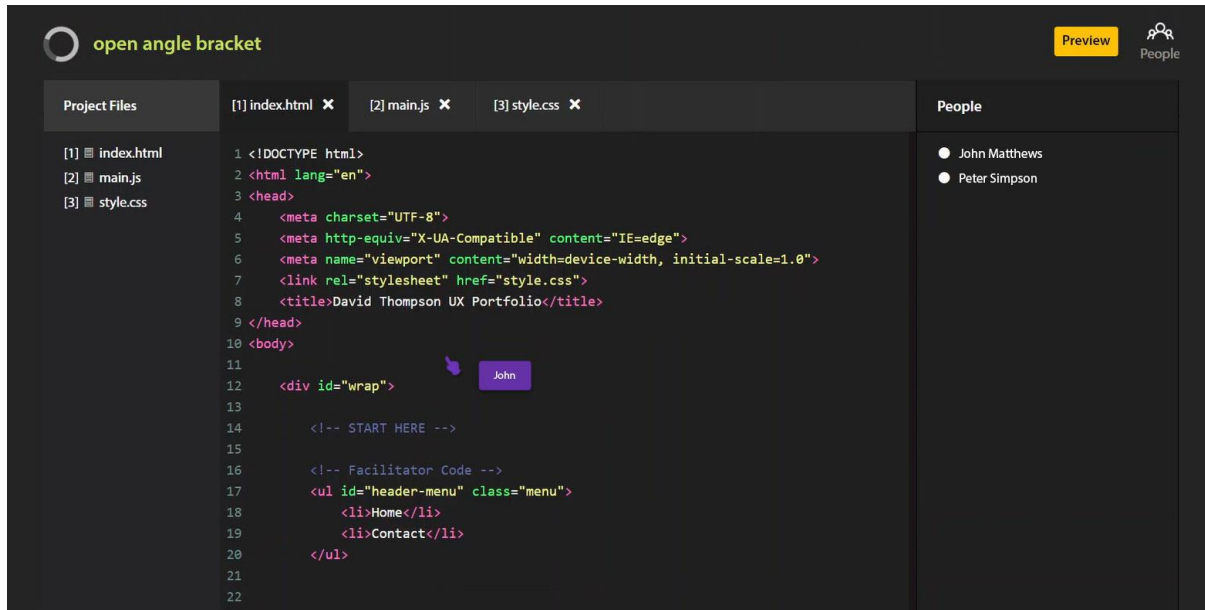 open angle bracket
Preview
People
Project Files
[1] index.html ✕
[2] main.js ✕
[3] style.css ✕
People
[1] index.html
[2] main.js
[3] style.css
1 <!DOCTYPE html>
2 <html lang="en">
3 <head>
4     <meta charset="UTF-8">
5     <meta http-equiv="X-UA-Compatible" content="IE=edge">
6     <meta name="viewport" content="width=device-width, initial-scale=1.0">
7     <link rel="stylesheet" href="style.css">
8     <title>David Thompson UX Portfolio</title>
9 </head>
10 <body>
11
12     <div id="wrap">
13
14         <!-- START HERE -->
15
16         <!-- Facilitator Code -->
17         <ul id="header-menu" class="menu">
18             <li>Home</li>
19             <li>Contact</li>
20         </ul>
21
22
John
John Matthews
Peter Simpson